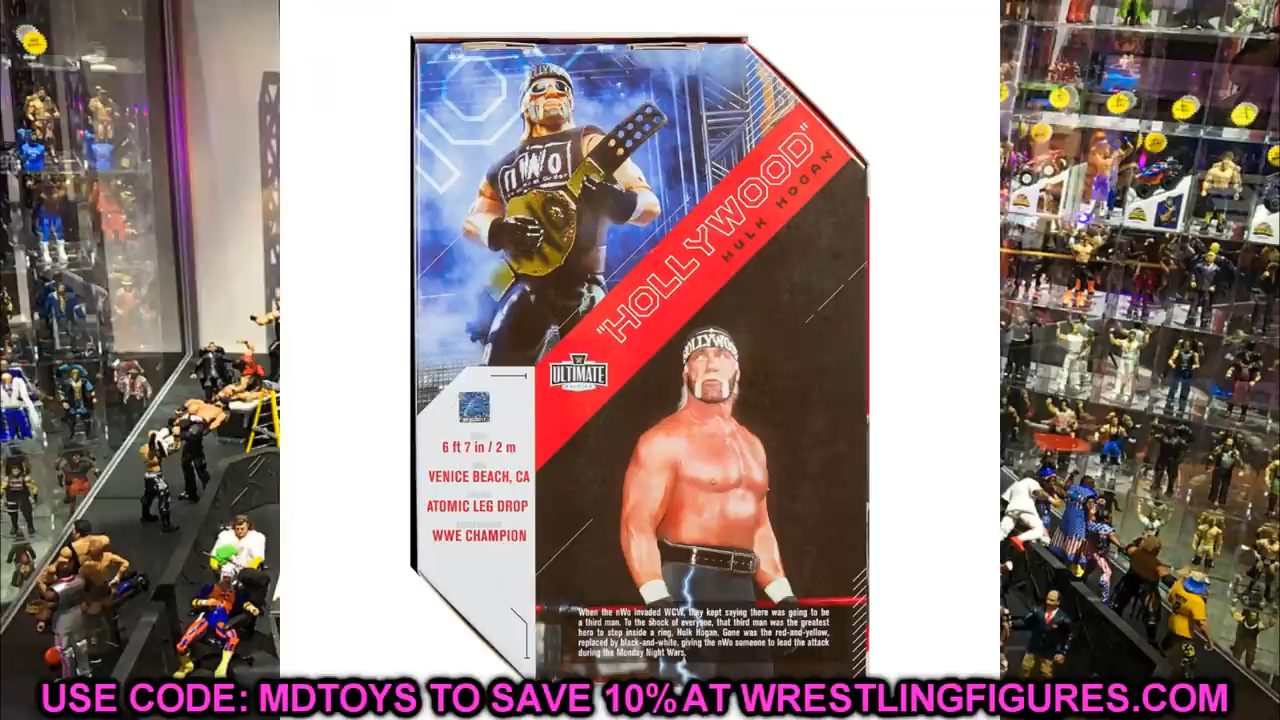 HOLLYWOOD
nWo
"HOLLYWOOD"
HULK HOGAN
W
ULTIMATE
EDITION
HOLLYWOOD
6 ft 7 in / 2 m
VENICE BEACH, CA
ATOMIC LEG DROP
WWE CHAMPION
When the nWo invaded WCW, they kept saying there was going to be
a third man. To the shock of everyone, that third man was the greatest
hero to step inside a ring, Hulk Hogan. Gone was the red-and-yellow,
replaced by black-and-white, giving the nWo someone to lead the attack
during the Monday Night Wars.
USE CODE: MDTOYS TO SAVE 10% AT WRESTLINGFIGURES.COM